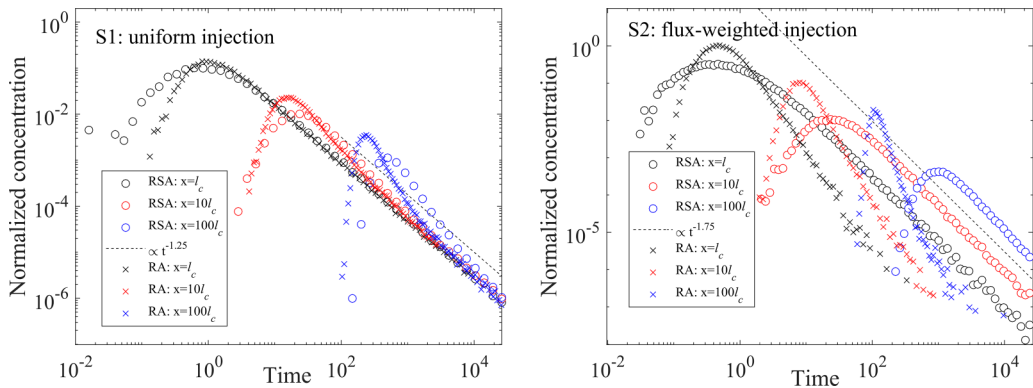 S1: uniform injection
Normalized concentration
10^0
10^-2
10^-4
10^-6
RSA: x=l_c
RSA: x=10l_c
RSA: x=100l_c
∝ t^-1.25
RA: x=l_c
RA: x=10l_c
RA: x=100l_c
10^-2
10^0
10^2
10^4
Time
S2: flux-weighted injection
Normalized concentration
10^0
10^-5
RSA: x=l_c
RSA: x=10l_c
RSA: x=100l_c
∝ t^-1.75
RA: x=l_c
RA: x=10l_c
RA: x=100l_c
10^-2
10^0
10^2
10^4
Time